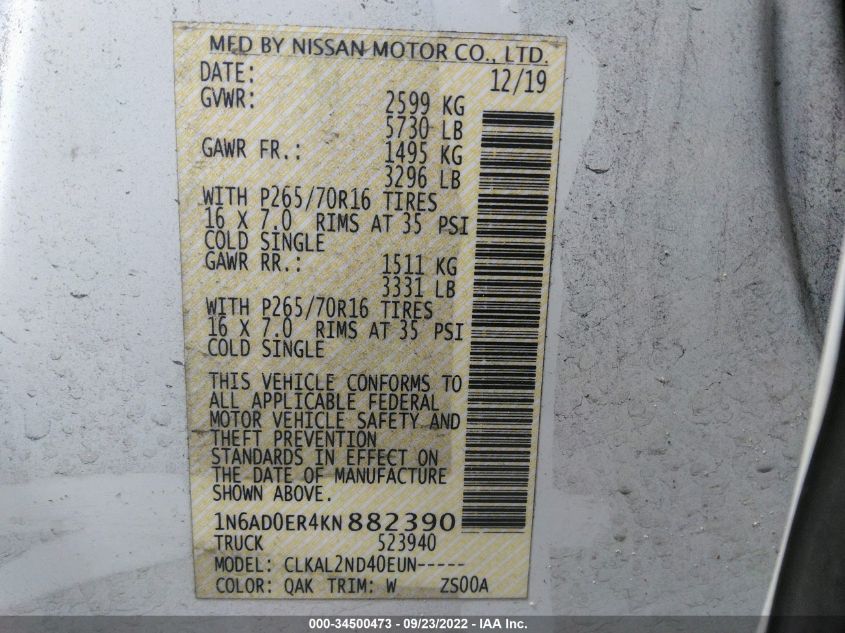 MFD BY NISSAN MOTOR CO., LTD.
DATE: 12/19
GVWR: 2599 KG
5730 LB
GAWR FR.: 1495 KG
3296 LB
WITH P265/70R16 TIRES
16 X 7.0 RIMS AT 35 PSI
COLD SINGLE
GAWR RR.: 1511 KG
3331 LB
WITH P265/70R16 TIRES
16 X 7.0 RIMS AT 35 PSI
COLD SINGLE
THIS VEHICLE CONFORMS TO
ALL APPLICABLE FEDERAL
MOTOR VEHICLE SAFETY AND
THEFT PREVENTION
STANDARDS IN EFFECT ON
THE DATE OF MANUFACTURE
SHOWN ABOVE.
1N6AD0ER4KN882390
TRUCK 523940
MODEL: CLKAL2ND40EUN-----
COLOR: QAK TRIM: W ZS00A
000-34500473 - 09/23/2022 - IAA Inc.